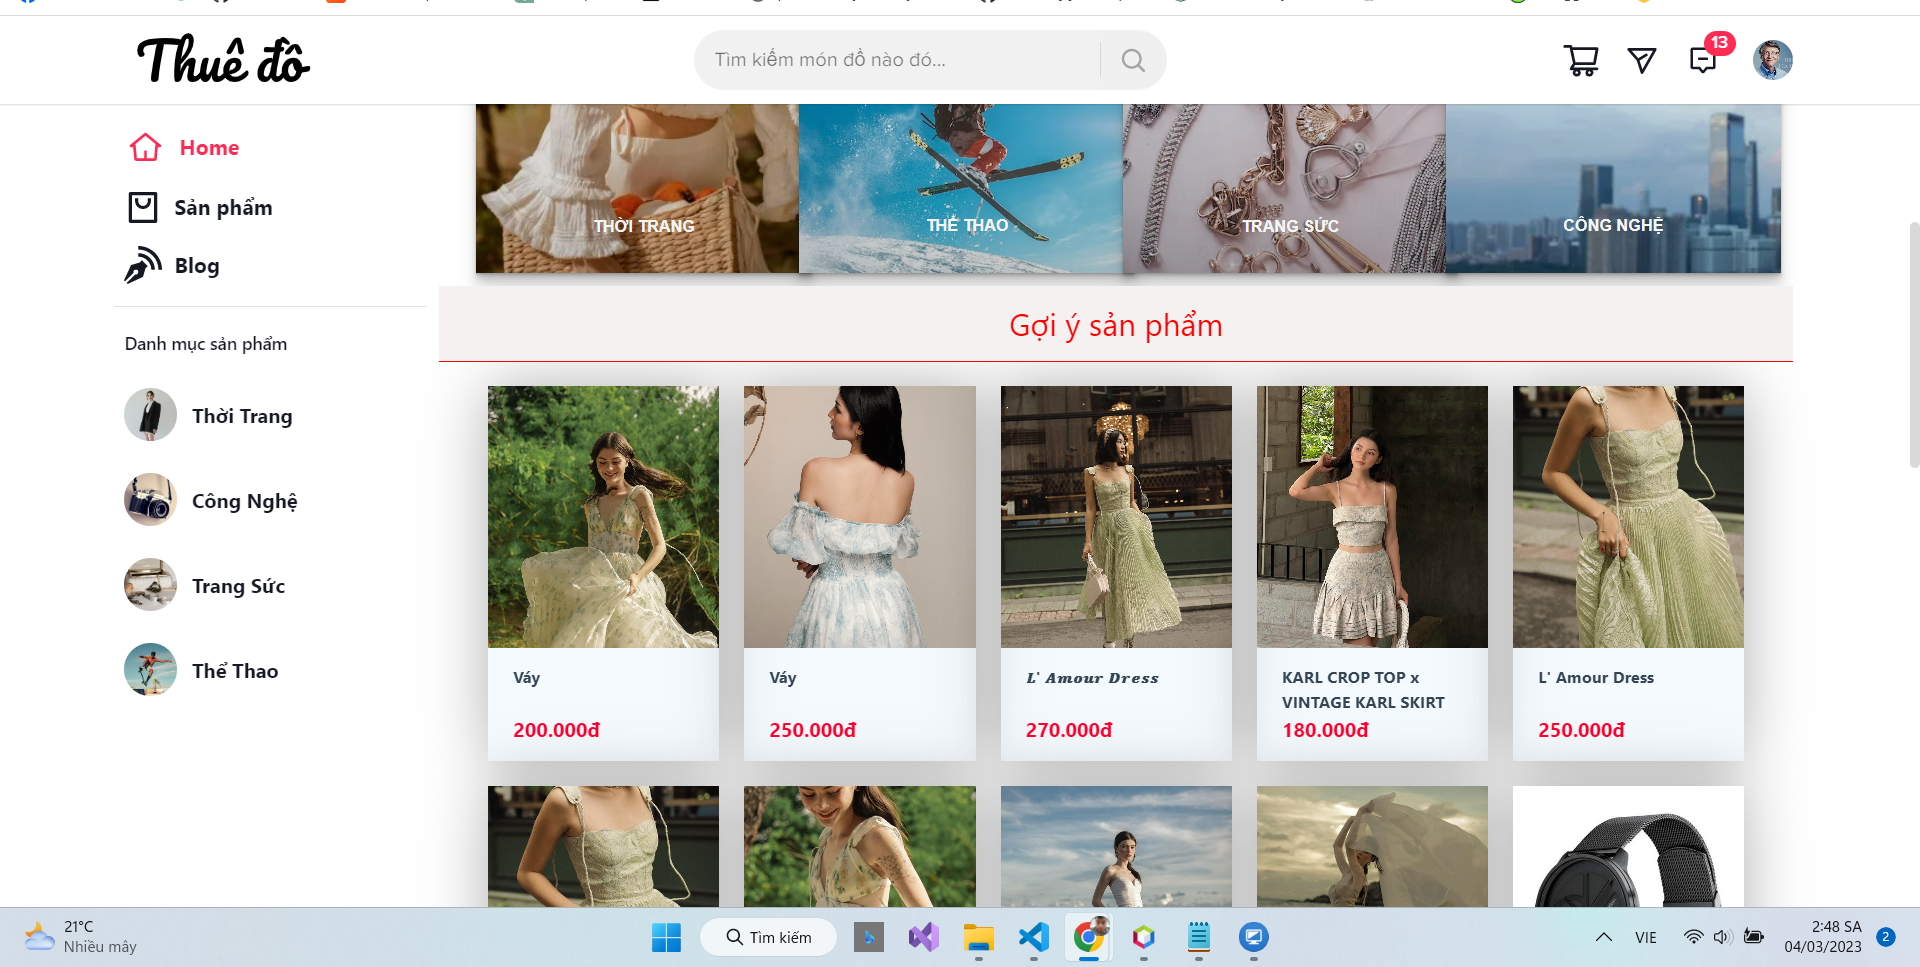 Thuê đồ
Tìm kiếm món đồ nào đó...
13
Home
Sản phẩm
Blog
Danh mục sản phẩm
Thời Trang
Công Nghệ
Trang Sức
Thể Thao
THỜI TRANG
THỂ THAO
TRANG SỨC
CÔNG NGHỆ
Gợi ý sản phẩm
Váy
200.000đ
Váy
250.000đ
L' Amour Dress
270.000đ
KARL CROP TOP x
VINTAGE KARL SKIRT
180.000đ
L' Amour Dress
250.000đ
21°C
Nhiều mây
Tìm kiếm
VIE
2:48 SA
04/03/2023
2